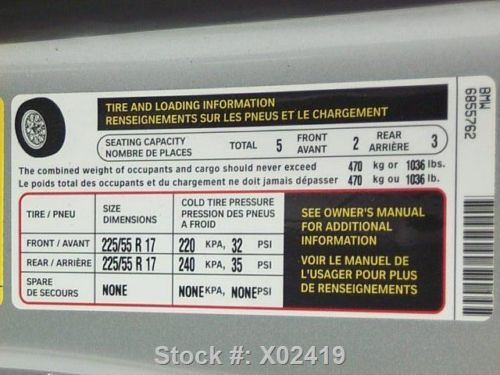 TIRE AND LOADING INFORMATION
RENSEIGNEMENTS SUR LES PNEUS ET LE CHARGEMENT
SEATING CAPACITY
NOMBRE DE PLACES
TOTAL 5
FRONT
AVANT 2
REAR
ARRIÈRE 3
The combined weight of occupants and cargo should never exceed 470 kg or 1036 lbs.
Le poids total des occupants et du chargement ne doit jamais dépasser 470 kg ou 1036 lb.
TIRE / PNEU
SIZE
DIMENSIONS
COLD TIRE PRESSURE
PRESSION DES PNEUS
A FROID
FRONT / AVANT 225/55 R 17 220 KPA, 32 PSI
REAR / ARRIÈRE 225/55 R 17 240 KPA, 35 PSI
SPARE
DE SECOURS
NONE NONE KPA, NONE PSI
SEE OWNER'S MANUAL
FOR ADDITIONAL
INFORMATION
VOIR LE MANUEL DE
L'USAGER POUR PLUS
DE RENSEIGNEMENTS
BMW
6855762
Stock #: X02419